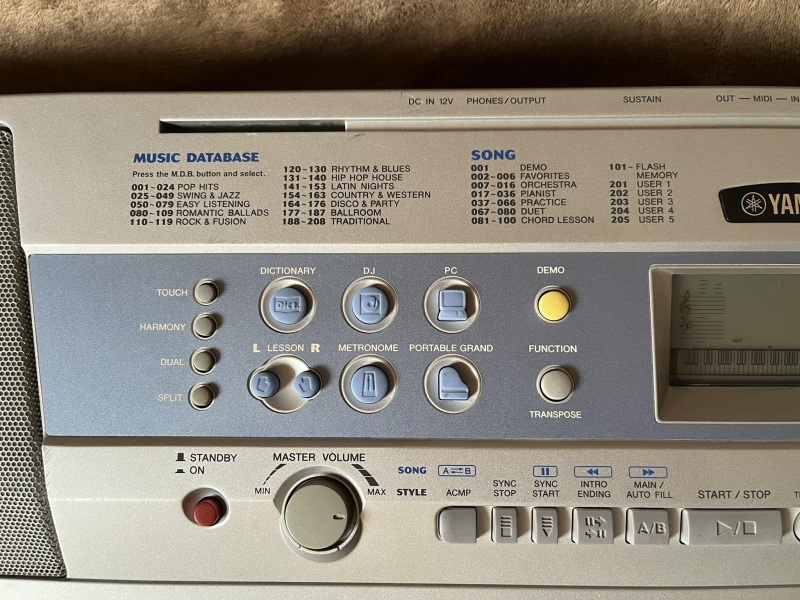 DC IN 12V PHONES/OUTPUT SUSTAIN OUT — MIDI — IN
MUSIC DATABASE
Press the M.D.B. button and select.
001~024 POP HITS
025~049 SWING & JAZZ
050~079 EASY LISTENING
080~109 ROMANTIC BALLADS
110~119 ROCK & FUSION
120~130 RHYTHM & BLUES
131~140 HIP HOP HOUSE
141~153 LATIN NIGHTS
154~163 COUNTRY & WESTERN
164~176 DISCO & PARTY
177~187 BALLROOM
188~208 TRADITIONAL
SONG
001 DEMO
002~006 FAVORITES
007~016 ORCHESTRA
017~036 PIANIST
037~066 PRACTICE
067~080 DUET
081~100 CHORD LESSON
101~ FLASH
MEMORY
201 USER 1
202 USER 2
203 USER 3
204 USER 4
205 USER 5
YAM
DICTIONARY DJ PC DEMO
TOUCH
Dict.
HARMONY
L LESSON R METRONOME PORTABLE GRAND FUNCTION
DUAL
SPLIT
TRANSPOSE
STANDBY
ON
MASTER VOLUME
MIN MAX
SONG A B
STYLE ACMP
SYNC
STOP
SYNC
START
INTRO
ENDING
MAIN /
AUTO FILL
START / STOP
A/B